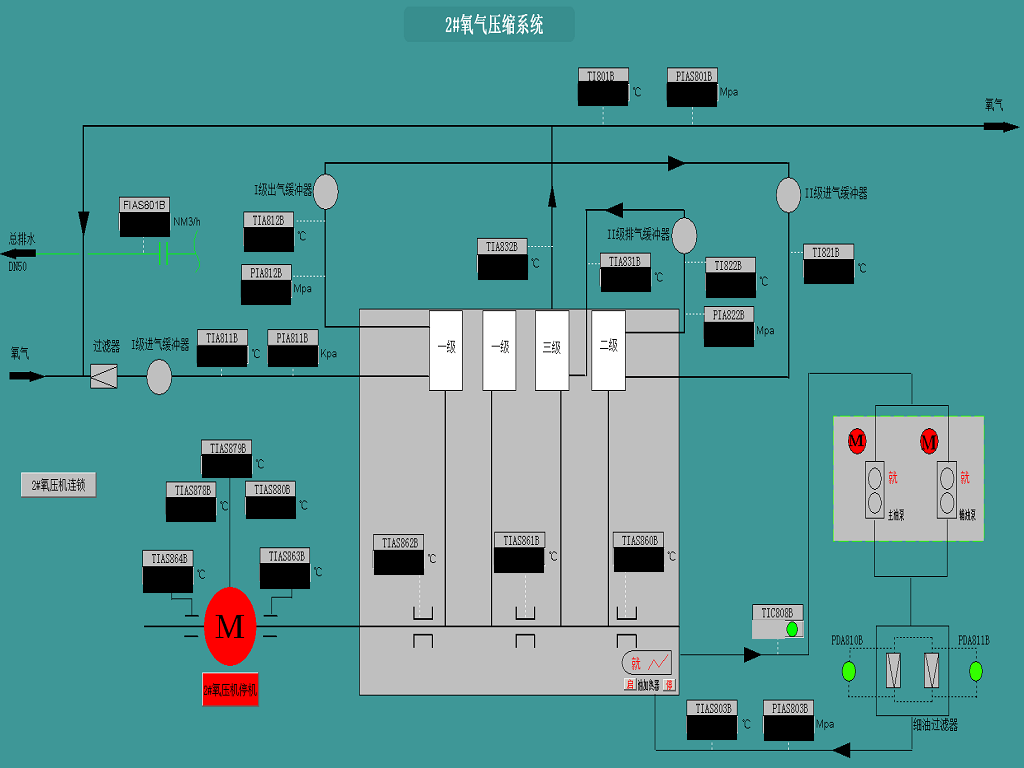 2#氧气压缩系统
TI801B
℃
PIAS801B
Mpa
氧气
I级出气缓冲器
II级进气缓冲器
FIAS801B
NM3/h
TIA812B
℃
II级排气缓冲器
总排水
DN50
TIA832B
℃
TIA831B
℃
TI822B
℃
TI821B
℃
PIA812B
Mpa
PIA822B
Mpa
氧气
过滤器
I级进气缓冲器
TIA811B
℃
PIA811B
Kpa
一级
一级
三级
二级
TIAS879B
℃
M
M
2#氧压机连锁
TIAS878B
℃
TIAS880B
℃
就
就
主油泵
辅油泵
TIAS862B
℃
TIAS861B
℃
TIAS860B
℃
TIAS864B
℃
TIAS863B
℃
M
TIC808B
PDA810B
PDA811B
就
启
油加热器
停
2#氧压机停机
TIAS803B
℃
PIAS803B
Mpa
细油过滤器